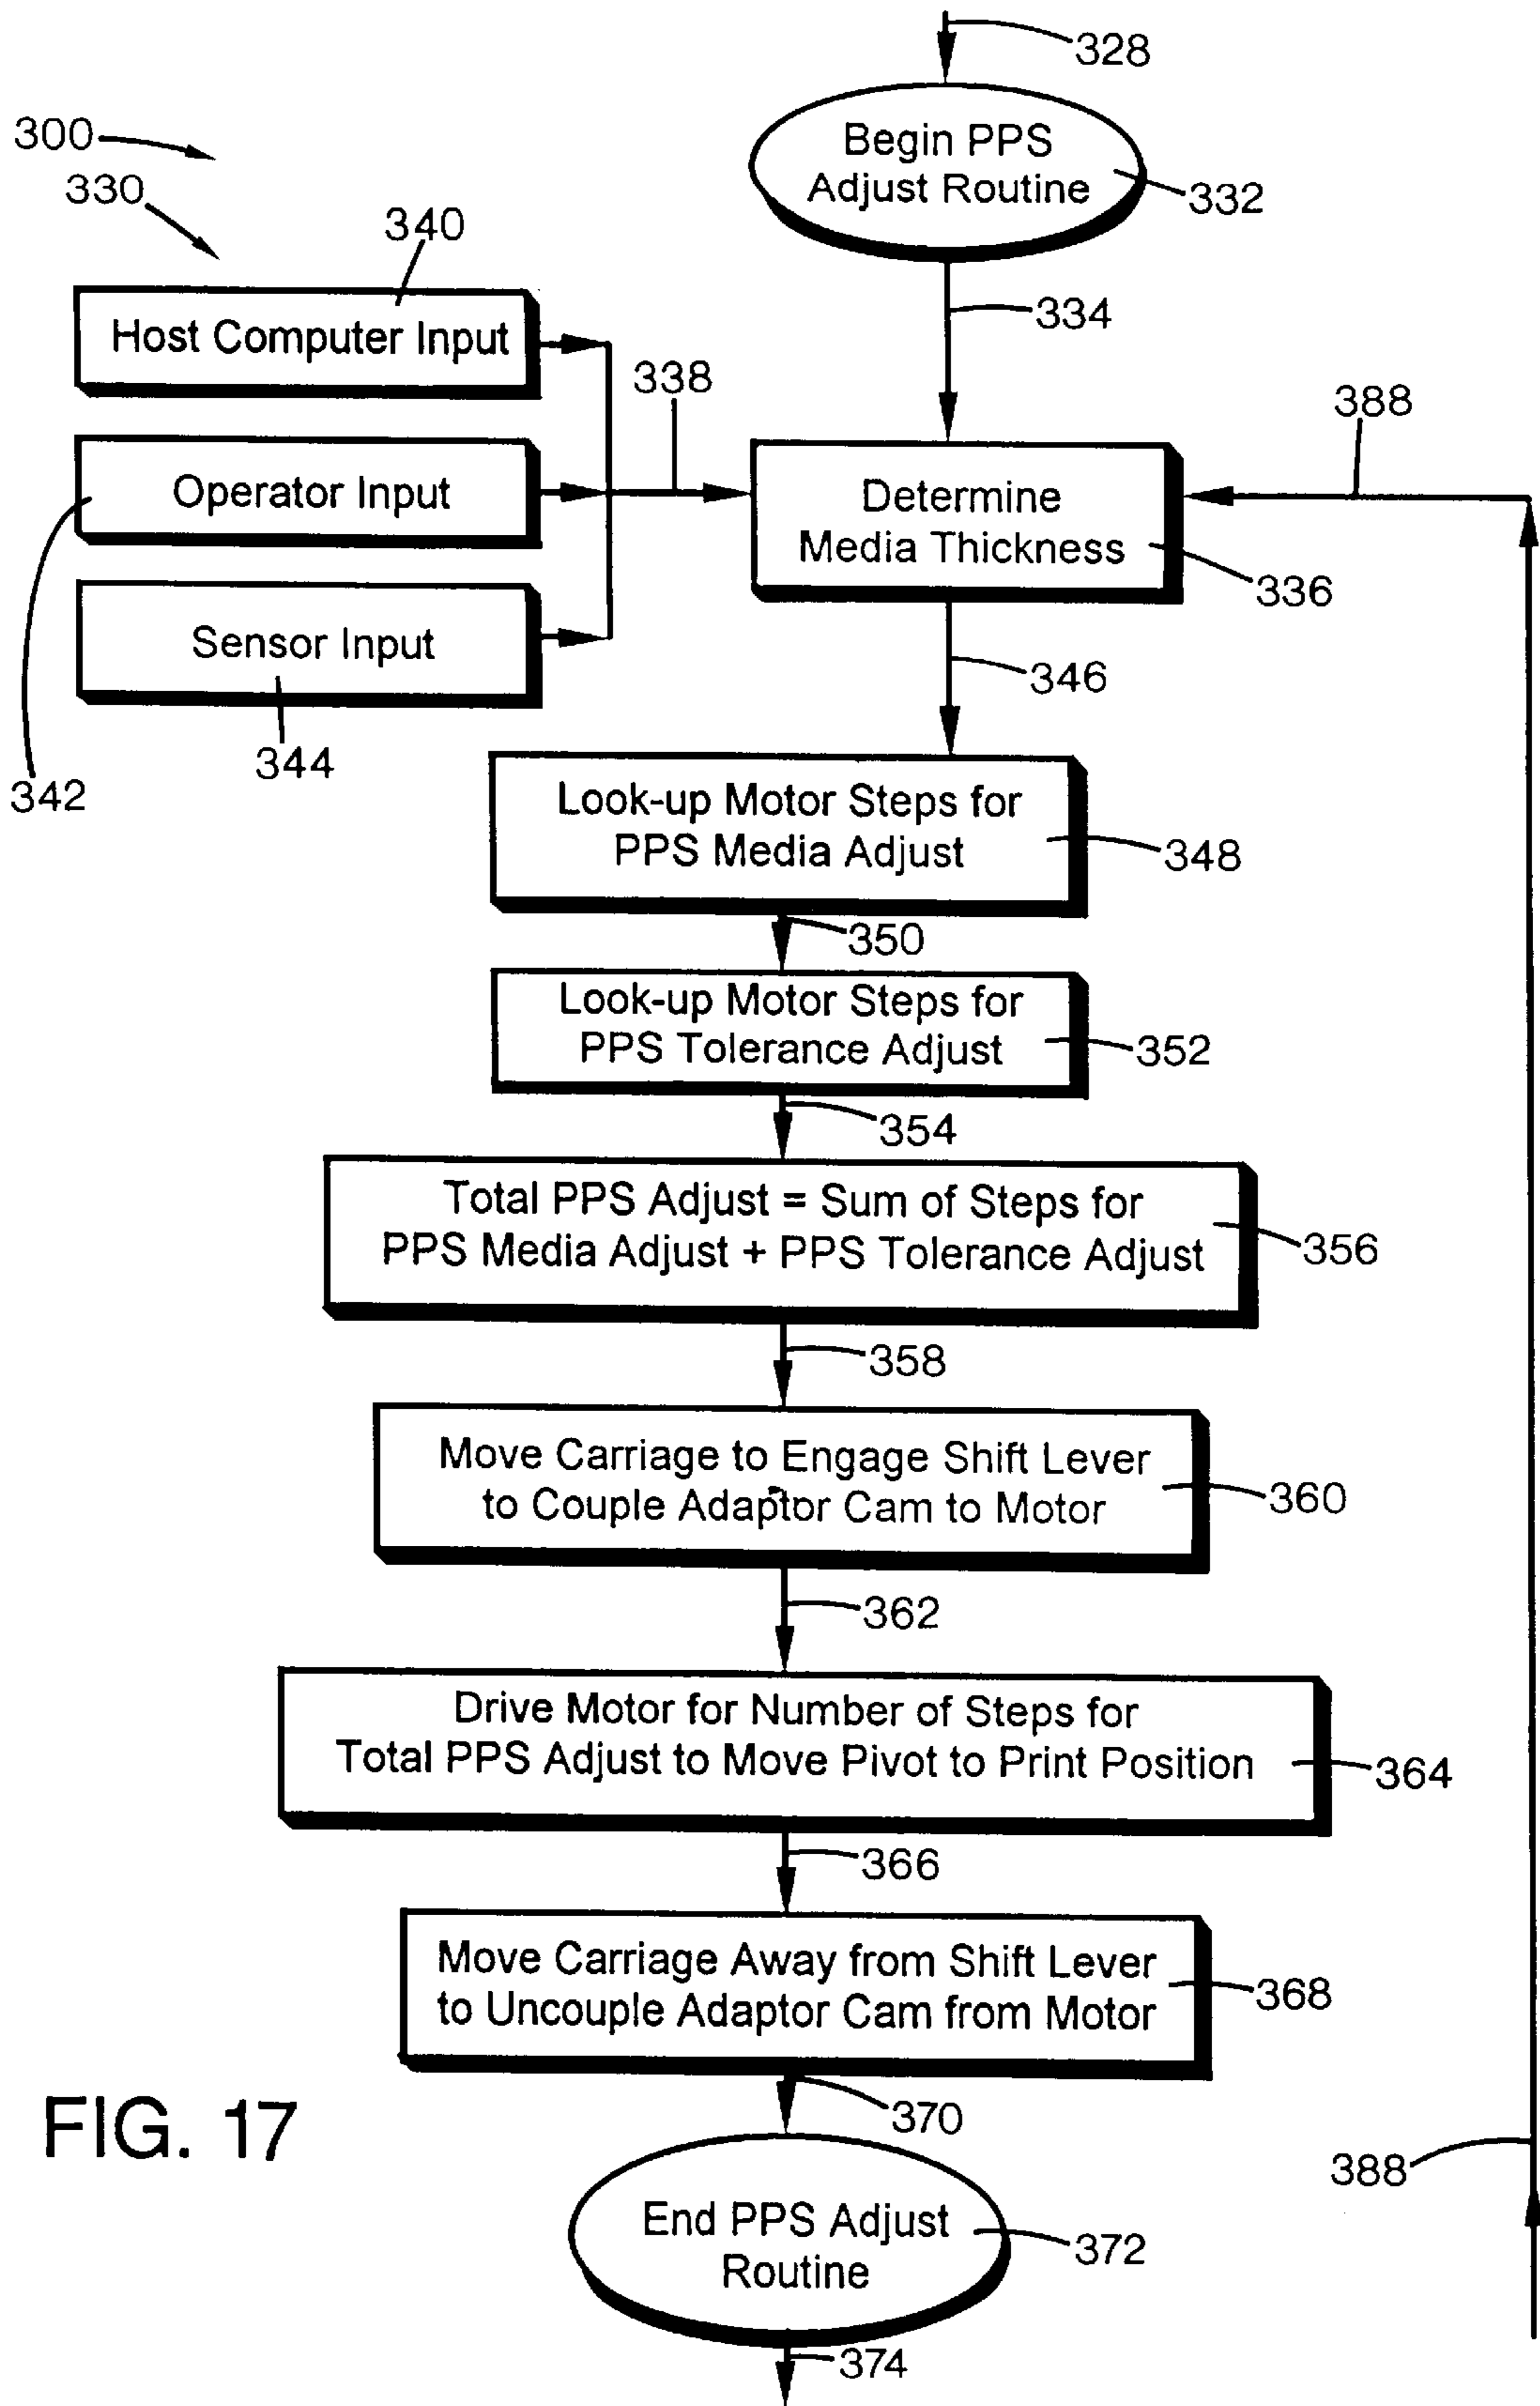 328
Begin PPS
Adjust Routine
332
300
330
334
340
Host Computer Input
338
388
Operator Input
342
Determine
Media Thickness
336
Sensor Input
344
346
Look-up Motor Steps for
PPS Media Adjust
348
350
Look-up Motor Steps for
PPS Tolerance Adjust
352
354
Total PPS Adjust = Sum of Steps for
PPS Media Adjust + PPS Tolerance Adjust
356
358
Move Carriage to Engage Shift Lever
to Couple Adaptor Cam to Motor
360
362
Drive Motor for Number of Steps for
Total PPS Adjust to Move Pivot to Print Position
364
366
Move Carriage Away from Shift Lever
to Uncouple Adaptor Cam from Motor
368
370
FIG. 17
388
End PPS Adjust
Routine
372
374